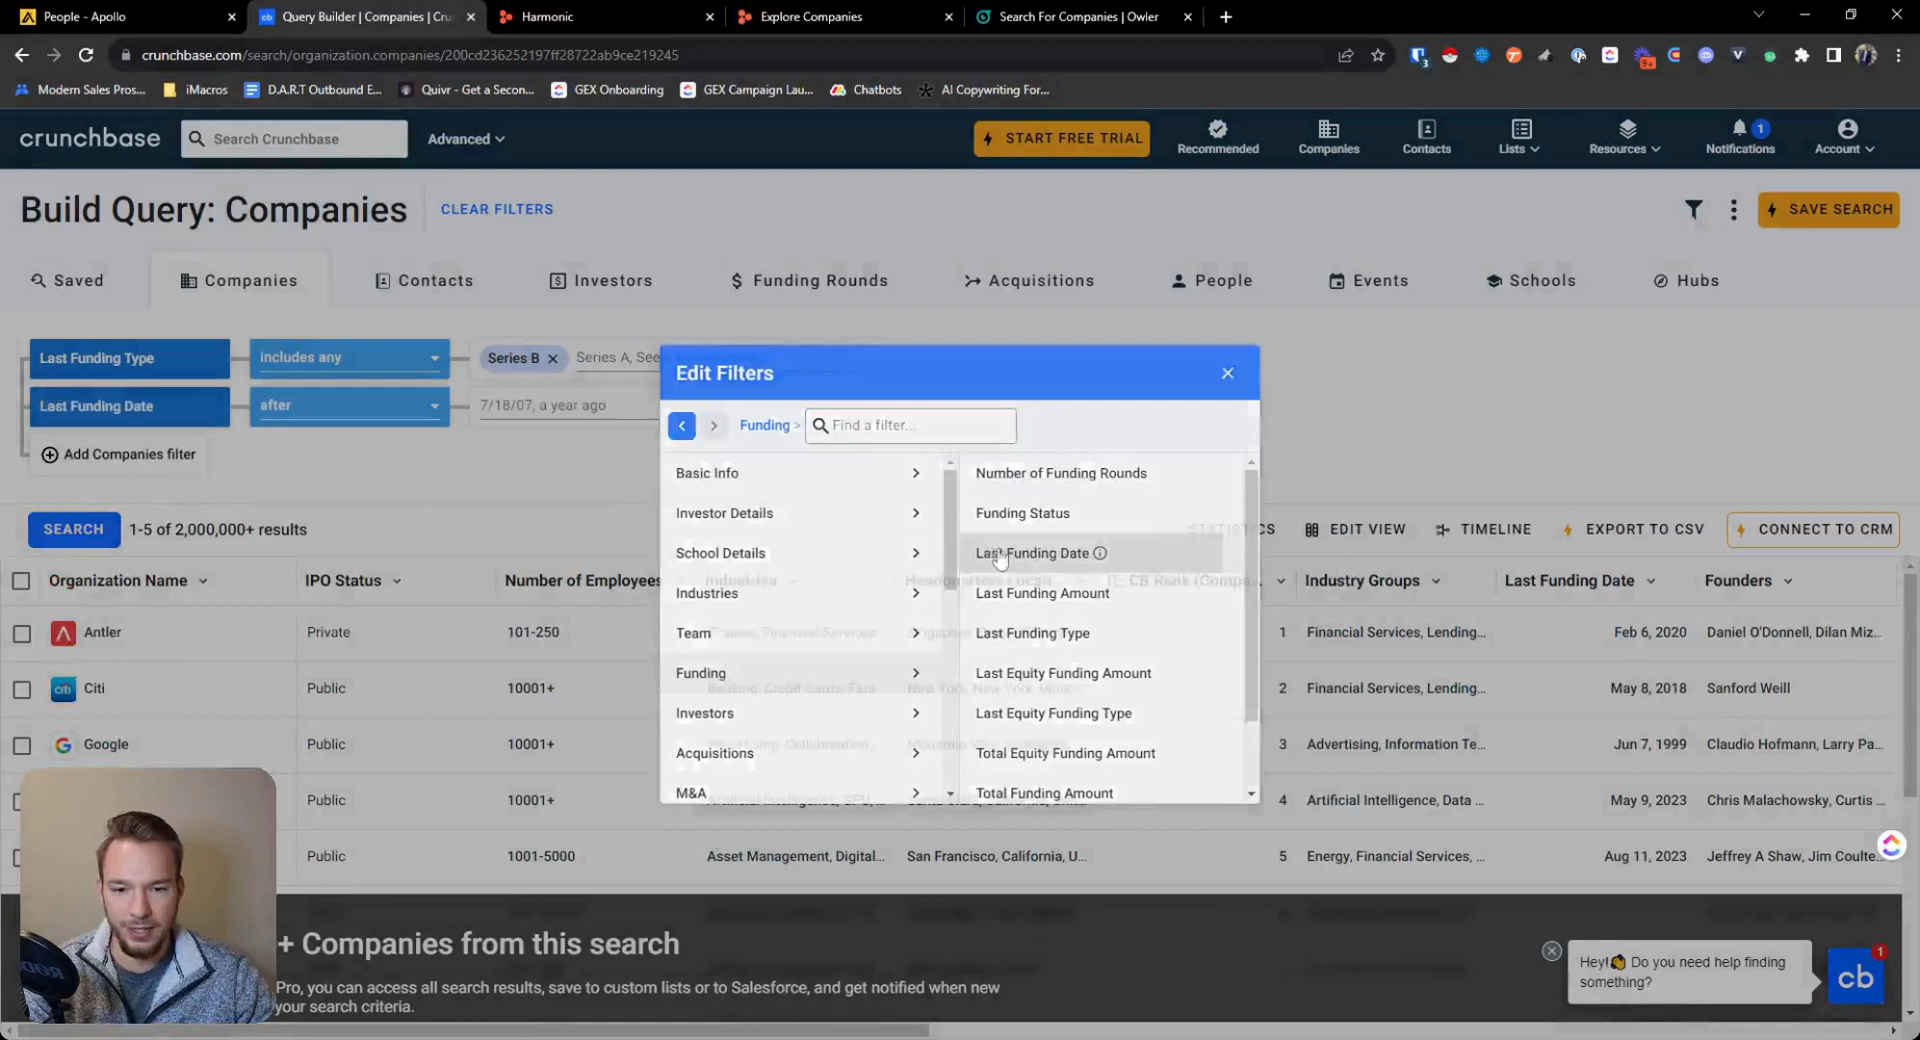 People - Apollo
Query Builder | Companies | Cru
Harmonic
Explore Companies
Search For Companies | Owler
crunchbase.com/search/organization.companies/200cd236252197ff28722ab9ce219245
Modern Sales Pros...
iMacros
D.A.R.T Outbound E...
Quivr - Get a Secon...
GEX Onboarding
GEX Campaign Lau...
Chatbots
AI Copywriting For...
crunchbase
Search Crunchbase
Advanced
START FREE TRIAL
Recommended
Companies
Contacts
Lists
Resources
1
Notifications
Account
Build Query: Companies
CLEAR FILTERS
SAVE SEARCH
Saved
Companies
Contacts
Investors
Funding Rounds
Acquisitions
People
Events
Schools
Hubs
Last Funding Type
includes any
Series B
Series A, See
Last Funding Date
after
7/18/07, a year ago
Add Companies filter
Edit Filters
Funding >
Find a filter...
Basic Info
Investor Details
School Details
Industries
Team
Funding
Investors
Acquisitions
M&A
Number of Funding Rounds
Funding Status
Last Funding Date
Last Funding Amount
Last Funding Type
Last Equity Funding Amount
Last Equity Funding Type
Total Equity Funding Amount
Total Funding Amount
SEARCH
1-5 of 2,000,000+ results
STATISTICS
EDIT VIEW
TIMELINE
EXPORT TO CSV
CONNECT TO CRM
Organization Name
IPO Status
Number of Employees
Industries
CB Rank (Compa...
Industry Groups
Last Funding Date
Founders
Antler
Private
101-250
1
Financial Services, Lending...
Feb 6, 2020
Daniel O'Donnell, Dilan Miz...
Citi
Public
10001+
2
Financial Services, Lending...
May 8, 2018
Sanford Weill
Google
Public
10001+
3
Advertising, Information Te...
Jun 7, 1999
Claudio Hofmann, Larry Pa...
Public
10001+
4
Artificial Intelligence, Data ...
May 9, 2023
Chris Malachowsky, Curtis ...
Public
1001-5000
Asset Management, Digital...
San Francisco, California, U...
5
Energy, Financial Services, ...
Aug 11, 2023
Jeffrey A Shaw, Jim Coulte...
+ Companies from this search
Pro, you can access all search results, save to custom lists or to Salesforce, and get notified when new
your search criteria.
Hey! Do you need help finding
something?
cb
1